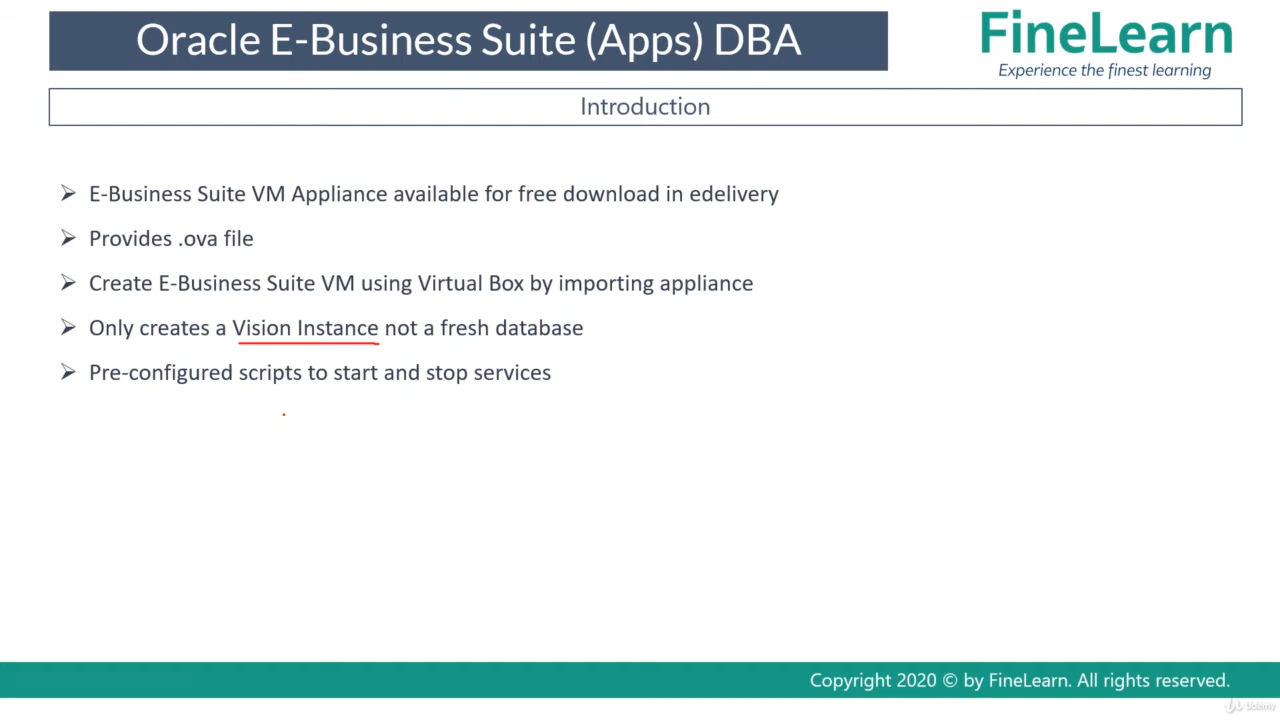 Oracle E-Business Suite (Apps) DBA
FineLearn
Experience the finest learning
Introduction
E-Business Suite VM Appliance available for free download in edelivery
Provides .ova file
Create E-Business Suite VM using Virtual Box by importing appliance
Only creates a Vision Instance not a fresh database
Pre-configured scripts to start and stop services
Copyright 2020 © by FineLearn. All rights reserved.
Udemy